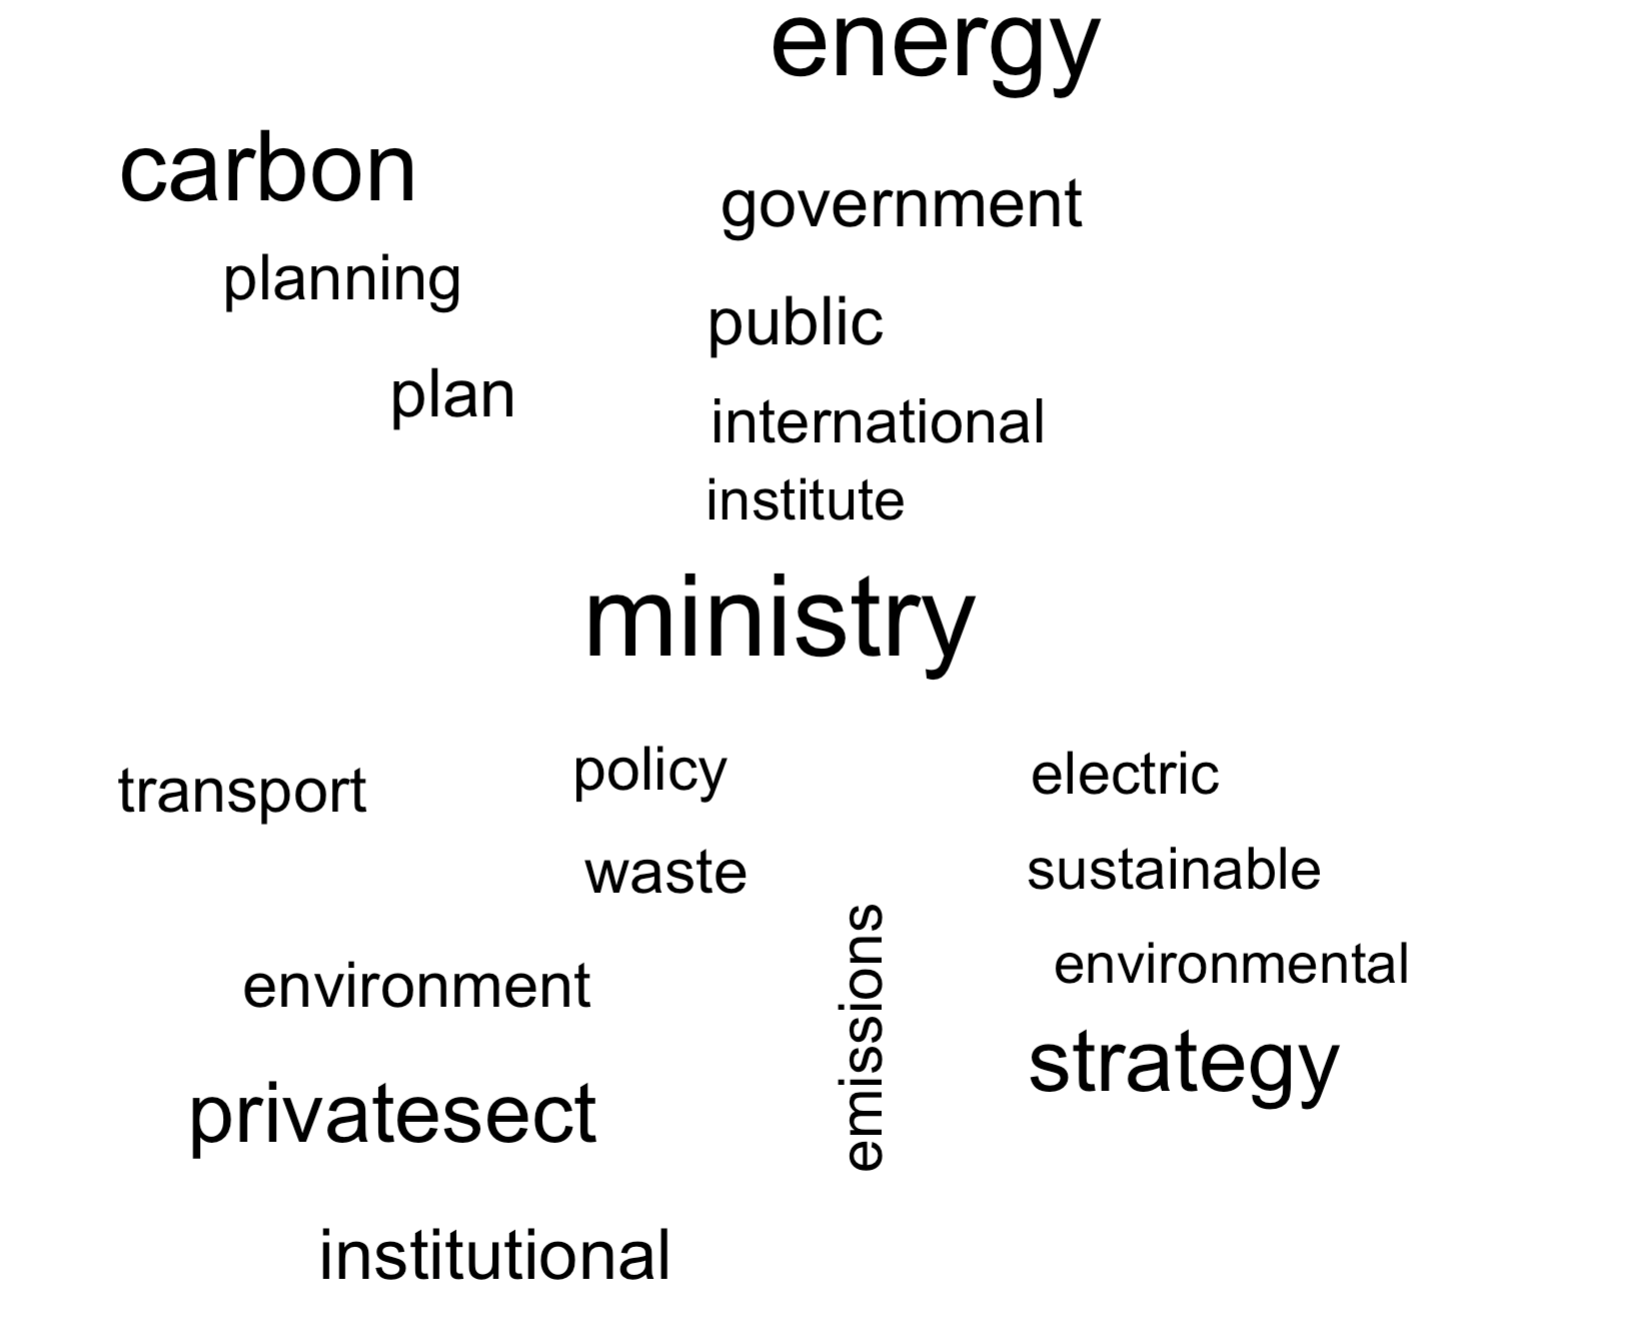 energy
carbon
government
planning
public
plan
international
institute
ministry
policy
electric
transport
waste
sustainable
emissions
environment
environmental
strategy
privatesect
institutional